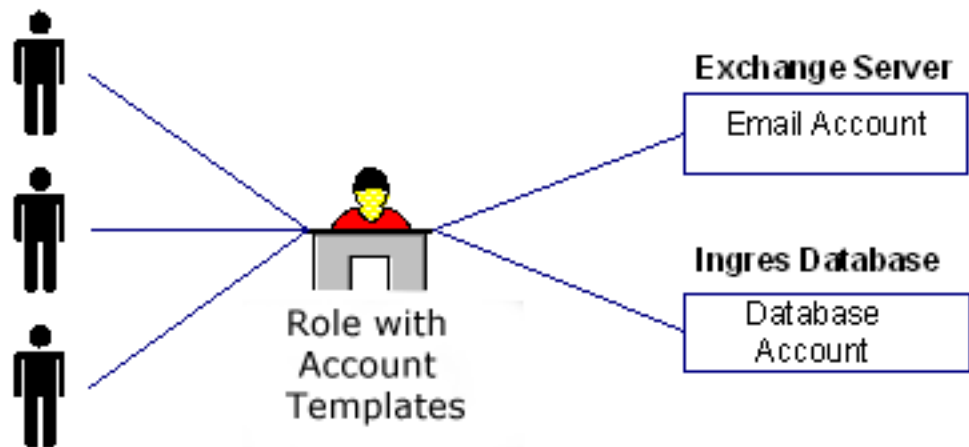 Exchange Server
Email Account
Ingres Database
Database
Account
Role with
Account
Templates